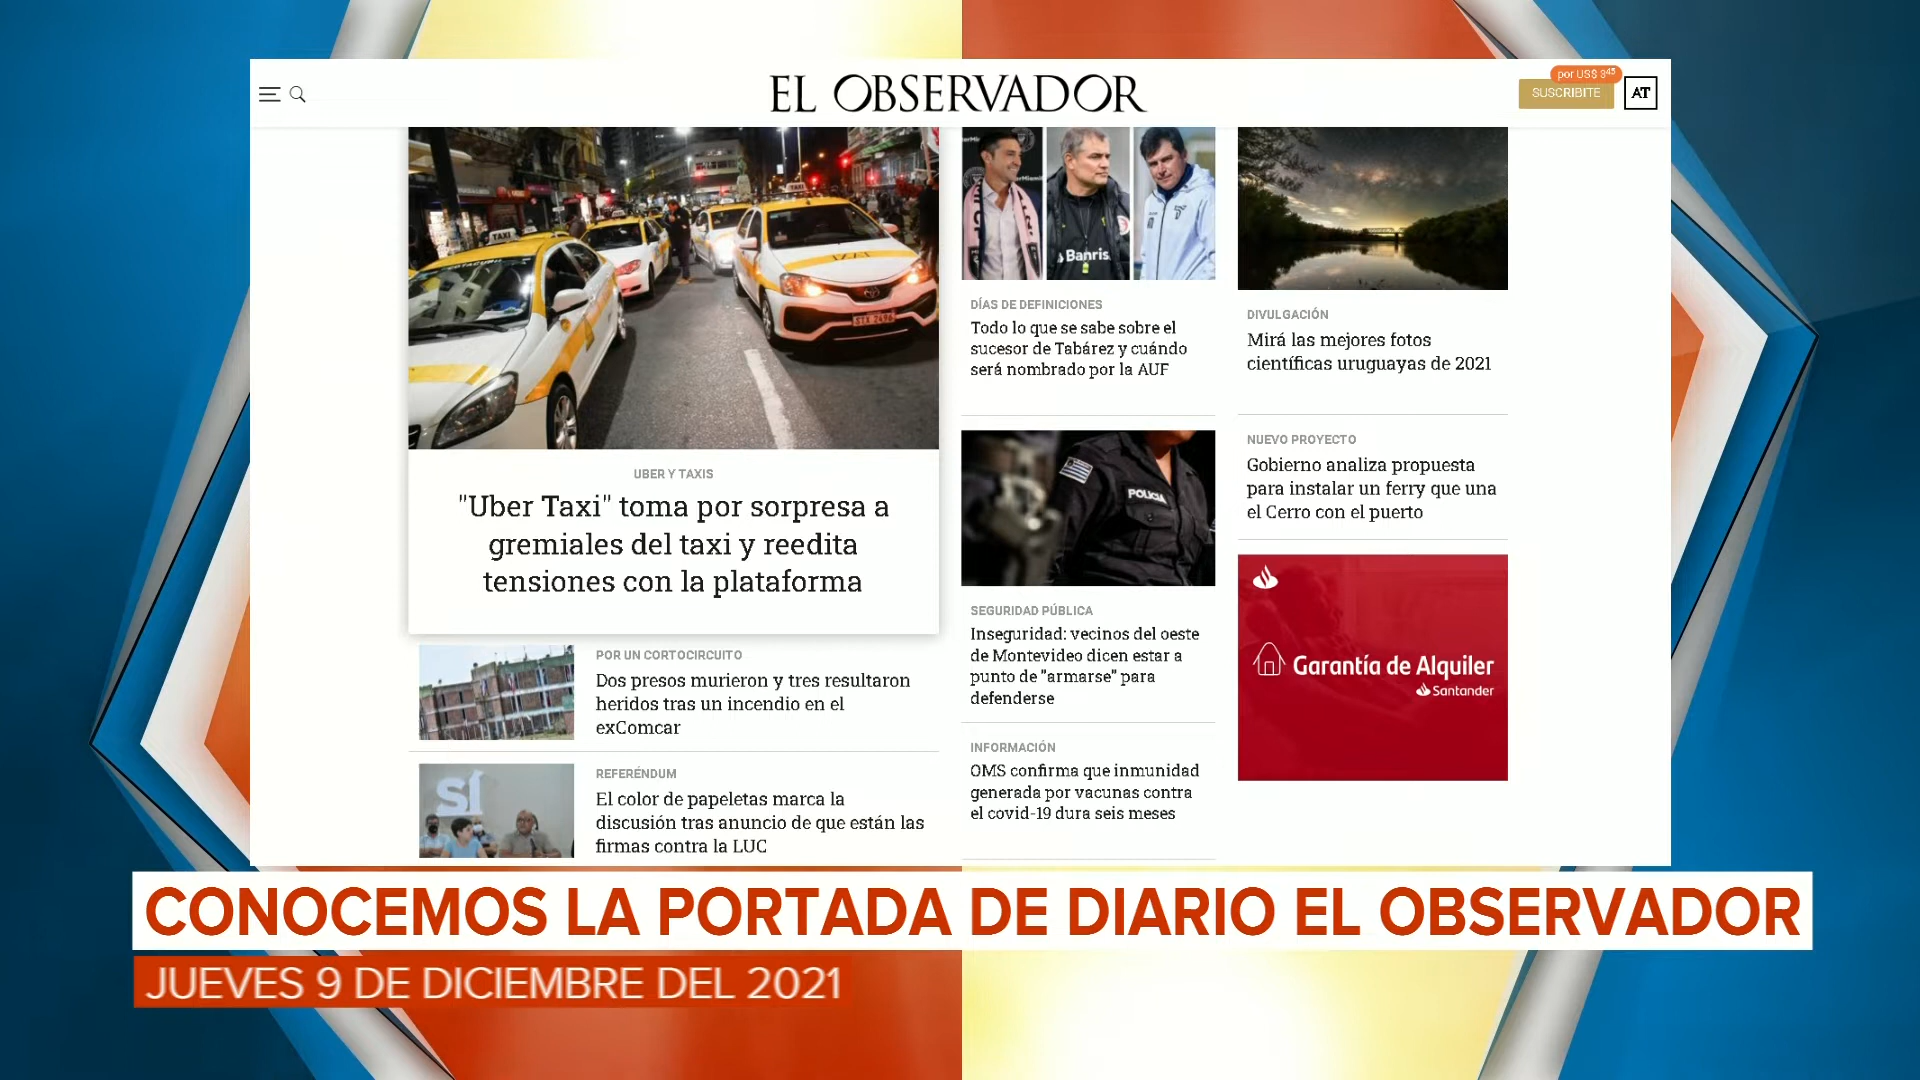 por US$ 3⁴⁵
EL OBSERVADOR
SUSCRIBITE
AT
TAXI
TAXI
Banris
UBER Y TAXIS
"Uber Taxi" toma por sorpresa a
gremiales del taxi y reedita
tensiones con la plataforma
POR UN CORTOCIRCUITO
Dos presos murieron y tres resultaron
heridos tras un incendio en el
exComcar
SÍ
REFERÉNDUM
El color de papeletas marca la
discusión tras anuncio de que están las
firmas contra la LUC
DÍAS DE DEFINICIONES
Todo lo que se sabe sobre el
sucesor de Tabárez y cuándo
será nombrado por la AUF
POLICIA
SEGURIDAD PÚBLICA
Inseguridad: vecinos del oeste
de Montevideo dicen estar a
punto de "armarse" para
defenderse
INFORMACIÓN
OMS confirma que inmunidad
generada por vacunas contra
el covid-19 dura seis meses
DIVULGACIÓN
Mirá las mejores fotos
científicas uruguayas de 2021
NUEVO PROYECTO
Gobierno analiza propuesta
para instalar un ferry que una
el Cerro con el puerto
Garantía de Alquiler
Santander
CONOCEMOS LA PORTADA DE DIARIO EL OBSERVADOR
JUEVES 9 DE DICIEMBRE DEL 2021